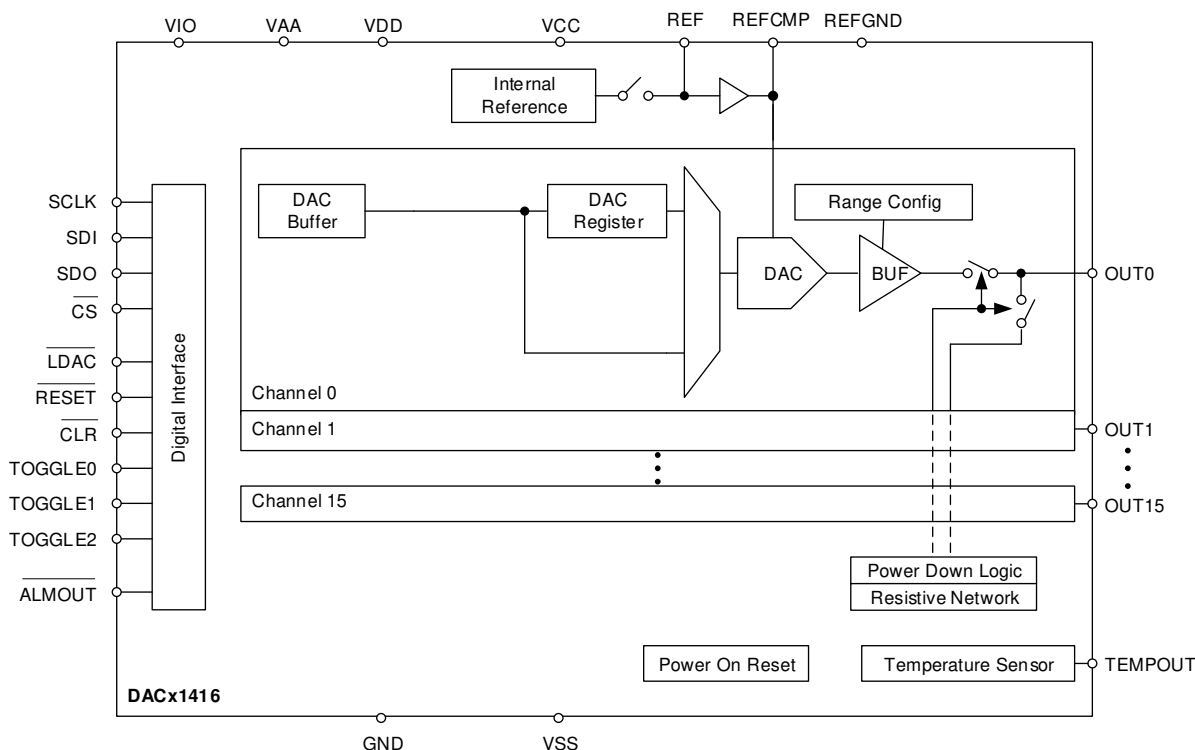 VIO
VAA
VDD
VCC
REF
REFCMP
REFGND
Internal
Reference
DAC
Buffer
DAC
Register
Range Config
DAC
BUF
OUT0
SCLK
SDI
SDO
CS
LDAC
RESET
CLR
TOGGLE0
TOGGLE1
TOGGLE2
ALMOUT
Digital Interface
Channel 0
Channel 1
OUT1
Channel 15
OUT15
Power Down Logic
Resistive Network
Power On Reset
Temperature Sensor
TEMPOUT
DACx1416
GND
VSS